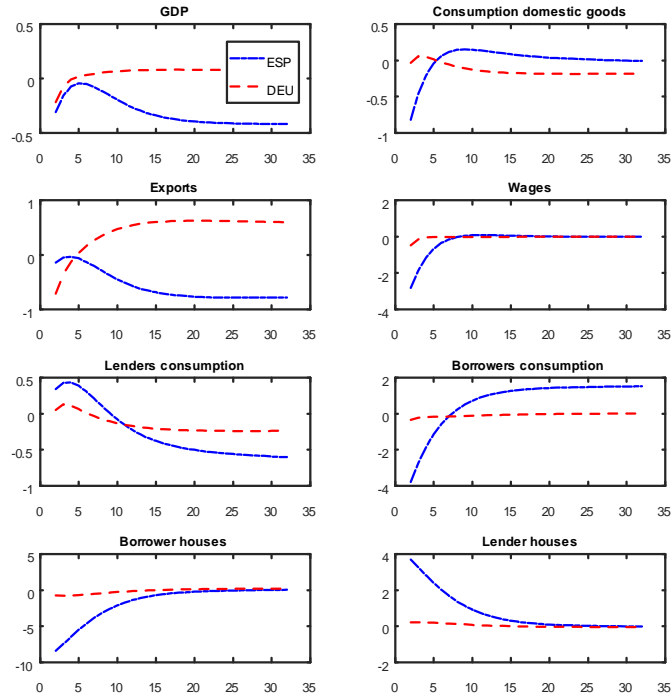 GDP
0.5
0
-0.5
0 5 10 15 20 25 30 35
ESP
DEU
Consumption domestic goods
0.5
0
-0.5
-1
0 5 10 15 20 25 30 35
Exports
1
0
-1
0 5 10 15 20 25 30 35
Wages
2
0
-2
-4
0 5 10 15 20 25 30 35
Lenders consumption
0.5
0
-0.5
-1
0 5 10 15 20 25 30 35
Borrowers consumption
2
0
-2
-4
0 5 10 15 20 25 30 35
Borrower houses
5
0
-5
-10
0 5 10 15 20 25 30 35
Lender houses
4
2
0
-2
0 5 10 15 20 25 30 35